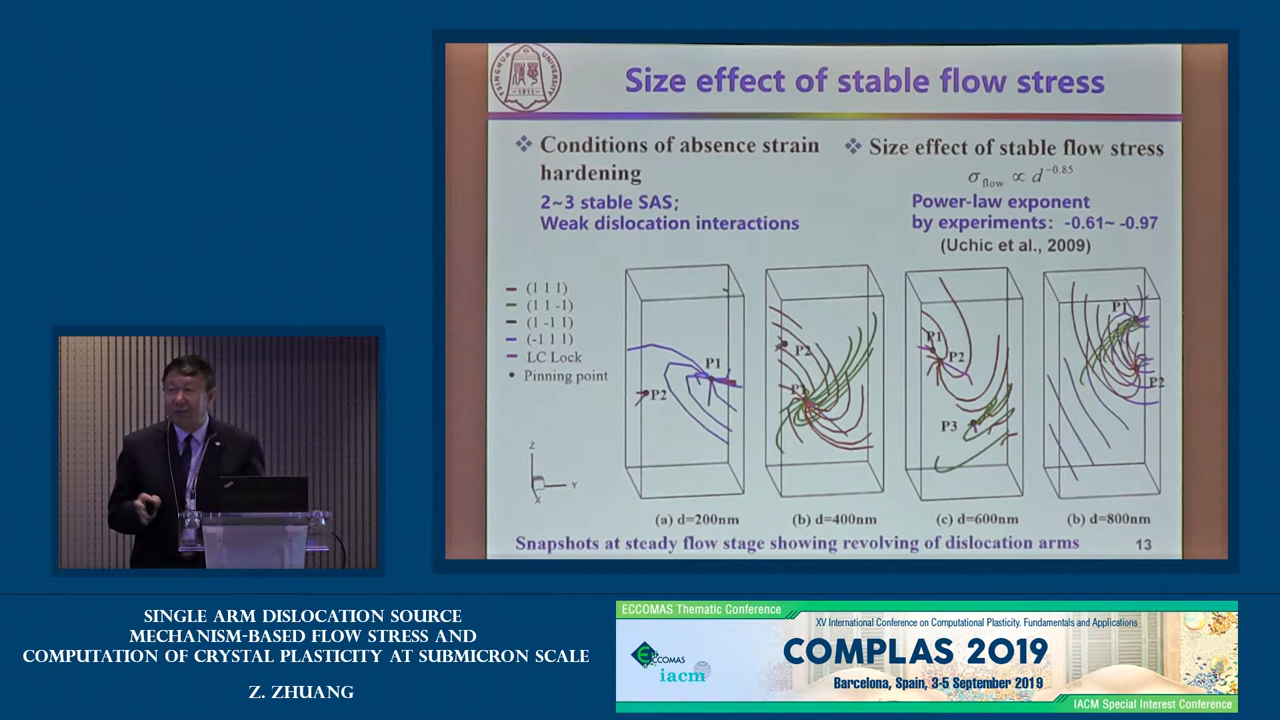 Size effect of stable flow stress
TSINGHUA UNIVERSITY
1911
❖ Conditions of absence strain
hardening
2~3 stable SAS;
Weak dislocation interactions
❖ Size effect of stable flow stress
σflow ∝ d^-0.85
Power-law exponent
by experiments: -0.61~ -0.97
(Uchic et al., 2009)
(1 1 1)
(1 1 -1)
(1 -1 1)
(-1 1 1)
LC Lock
Pinning point
P1
P2
P2
P1
P1
P2
P3
P1
P2
Z
Y
X
(a) d=200nm
(b) d=400nm
(c) d=600nm
(b) d=800nm
Snapshots at steady flow stage showing revolving of dislocation arms
13
SINGLE ARM DISLOCATION SOURCE
MECHANISM-BASED FLOW STRESS AND
COMPUTATION OF CRYSTAL PLASTICITY AT SUBMICRON SCALE
Z. ZHUANG
ECCOMAS Thematic Conference
XV International Conference on Computational Plasticity. Fundamentals and Applications
ECCOMAS
iacm
COMPLAS 2019
Barcelona, Spain, 3-5 September 2019
IACM Special Interest Conference